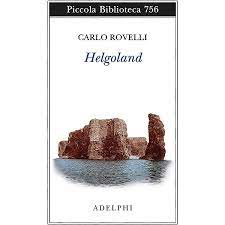 Piccola Biblioteca 756
CARLO ROVELLI
Helgoland
ADELPHI